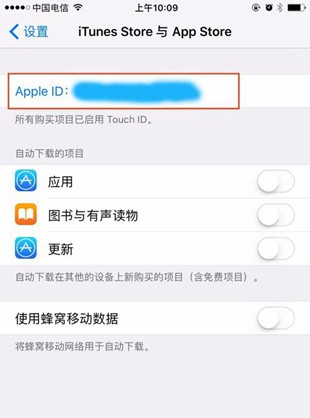 中国电信 上午10:09
设置 iTunes Store 与 App Store
Apple ID：
所有购买项目已启用 Touch ID。
自动下载的项目
应用
图书与有声读物
更新
自动下载在其他的设备上新购买的项目（含免费项目）。
使用蜂窝移动数据
将蜂窝移动网络用于自动下载。